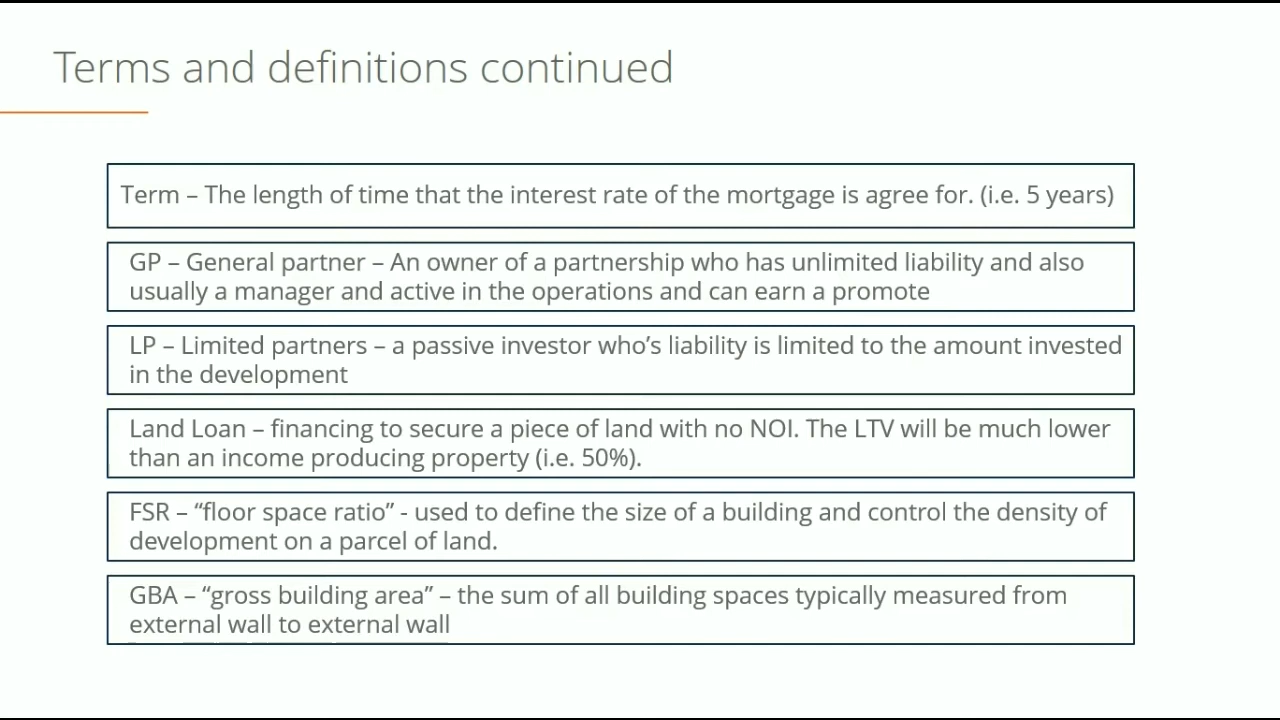 Terms and definitions continued
Term – The length of time that the interest rate of the mortgage is agree for. (i.e. 5 years)
GP – General partner – An owner of a partnership who has unlimited liability and also
usually a manager and active in the operations and can earn a promote
LP – Limited partners – a passive investor who’s liability is limited to the amount invested
in the development
Land Loan – financing to secure a piece of land with no NOI. The LTV will be much lower
than an income producing property (i.e. 50%).
FSR – “floor space ratio” - used to define the size of a building and control the density of
development on a parcel of land.
GBA – “gross building area” – the sum of all building spaces typically measured from
external wall to external wall